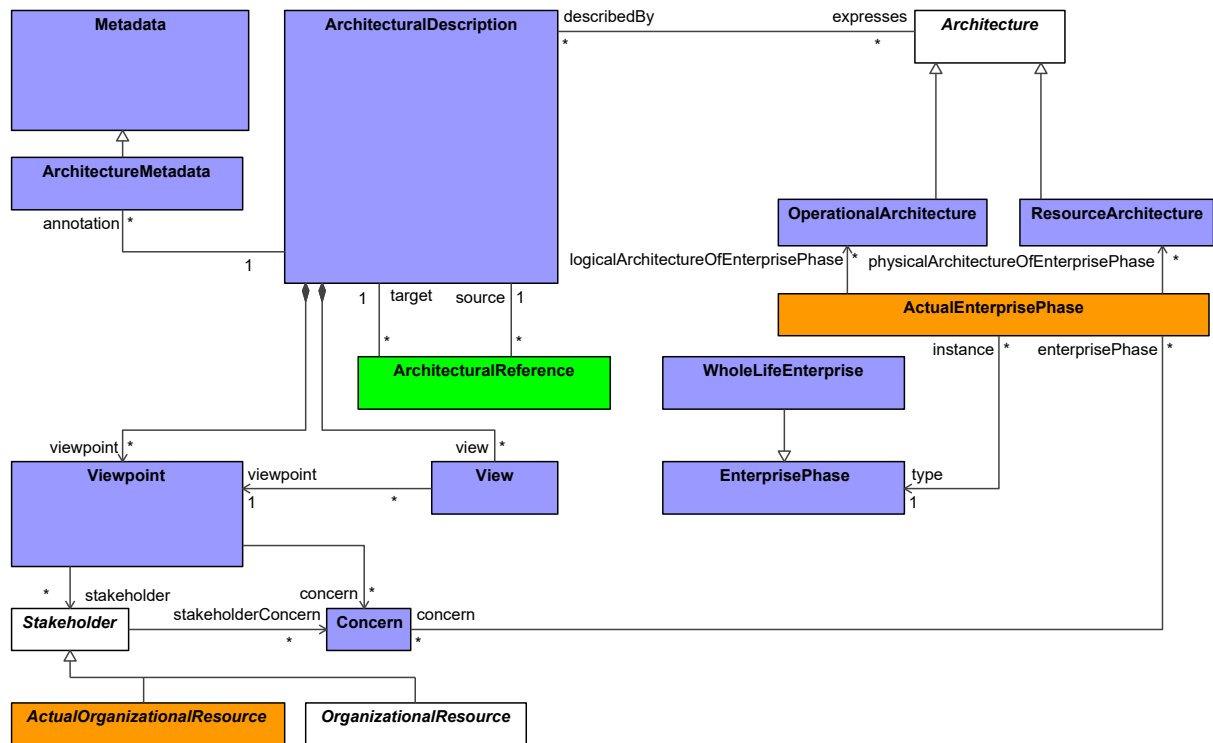 Metadata
ArchitecturalDescription
describedBy
expresses
*
*
Architecture
ArchitectureMetadata
annotation
*
1
OperationalArchitecture
ResourceArchitecture
logicalArchitectureOfEnterprisePhase
*
physicalArchitectureOfEnterprisePhase
*
1
target
source
1
ActualEnterprisePhase
*
*
instance
*
enterprisePhase
*
ArchitecturalReference
WholeLifeEnterprise
viewpoint
*
view
*
Viewpoint
viewpoint
1
*
View
EnterprisePhase
type
1
*
stakeholder
concern
*
Stakeholder
stakeholderConcern
*
Concern
concern
*
ActualOrganizationalResource
OrganizationalResource